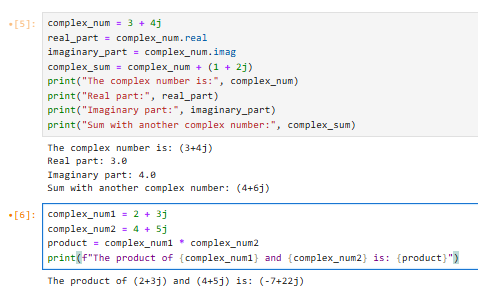 •[5]: complex_num = 3 + 4j
real_part = complex_num.real
imaginary_part = complex_num.imag
complex_sum = complex_num + (1 + 2j)
print("The complex number is:", complex_num)
print("Real part:", real_part)
print("Imaginary part:", imaginary_part)
print("Sum with another complex number:", complex_sum)
The complex number is: (3+4j)
Real part: 3.0
Imaginary part: 4.0
Sum with another complex number: (4+6j)
•[6]: complex_num1 = 2 + 3j
complex_num2 = 4 + 5j
product = complex_num1 * complex_num2
print(f"The product of {complex_num1} and {complex_num2} is: {product}")
The product of (2+3j) and (4+5j) is: (-7+22j)